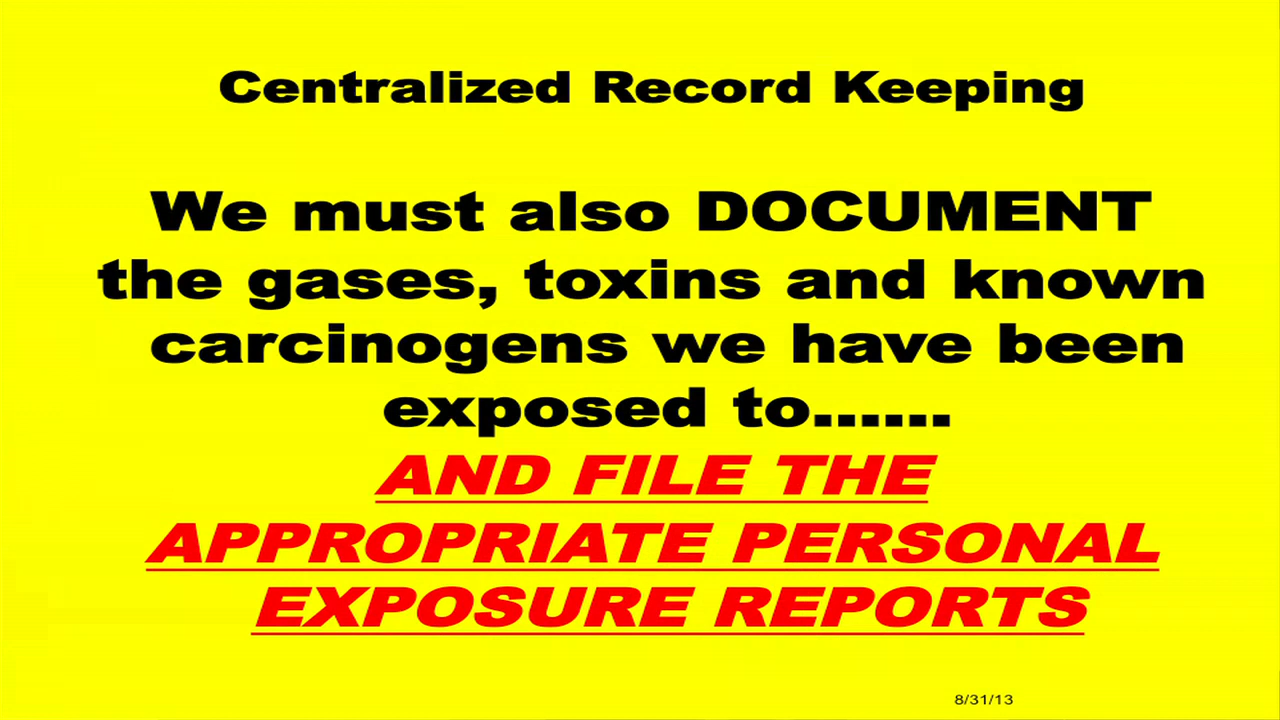 Centralized Record Keeping
We must also DOCUMENT
the gases, toxins and known
carcinogens we have been
exposed to......
AND FILE THE
APPROPRIATE PERSONAL
EXPOSURE REPORTS
8/31/13